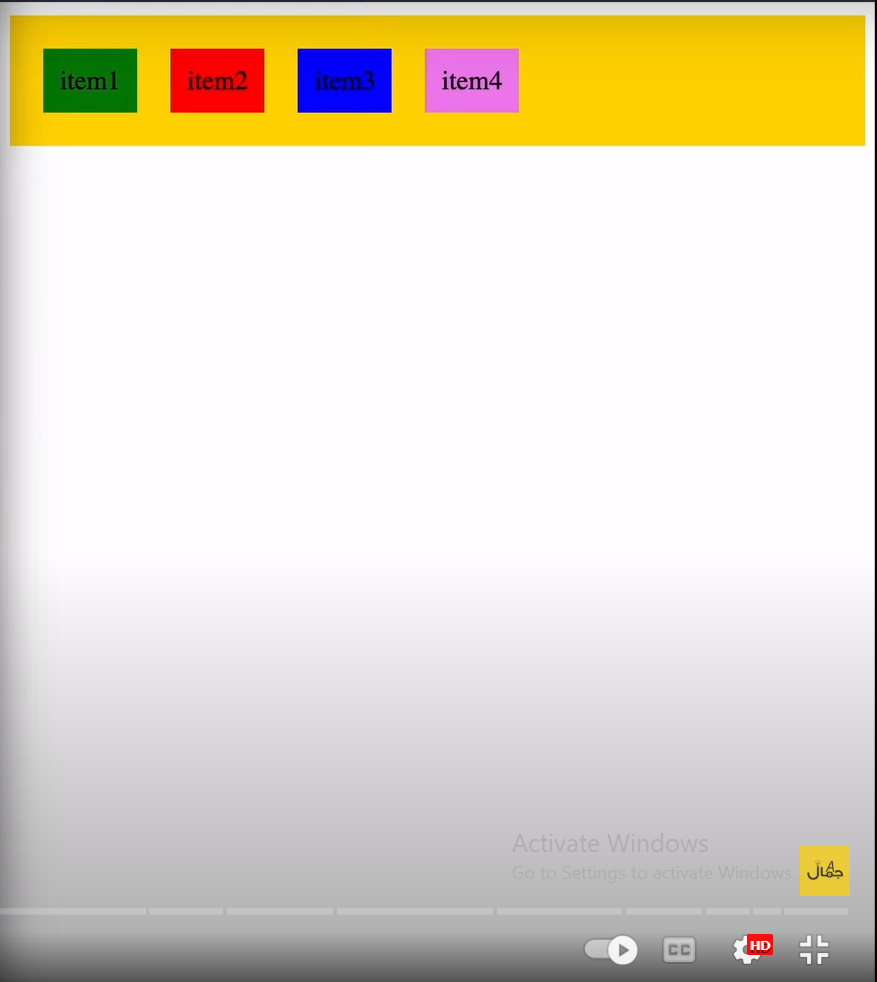 item1
item2
item3
item4
Activate Windows
Go to Settings to activate Windows.
جمال
CC
HD